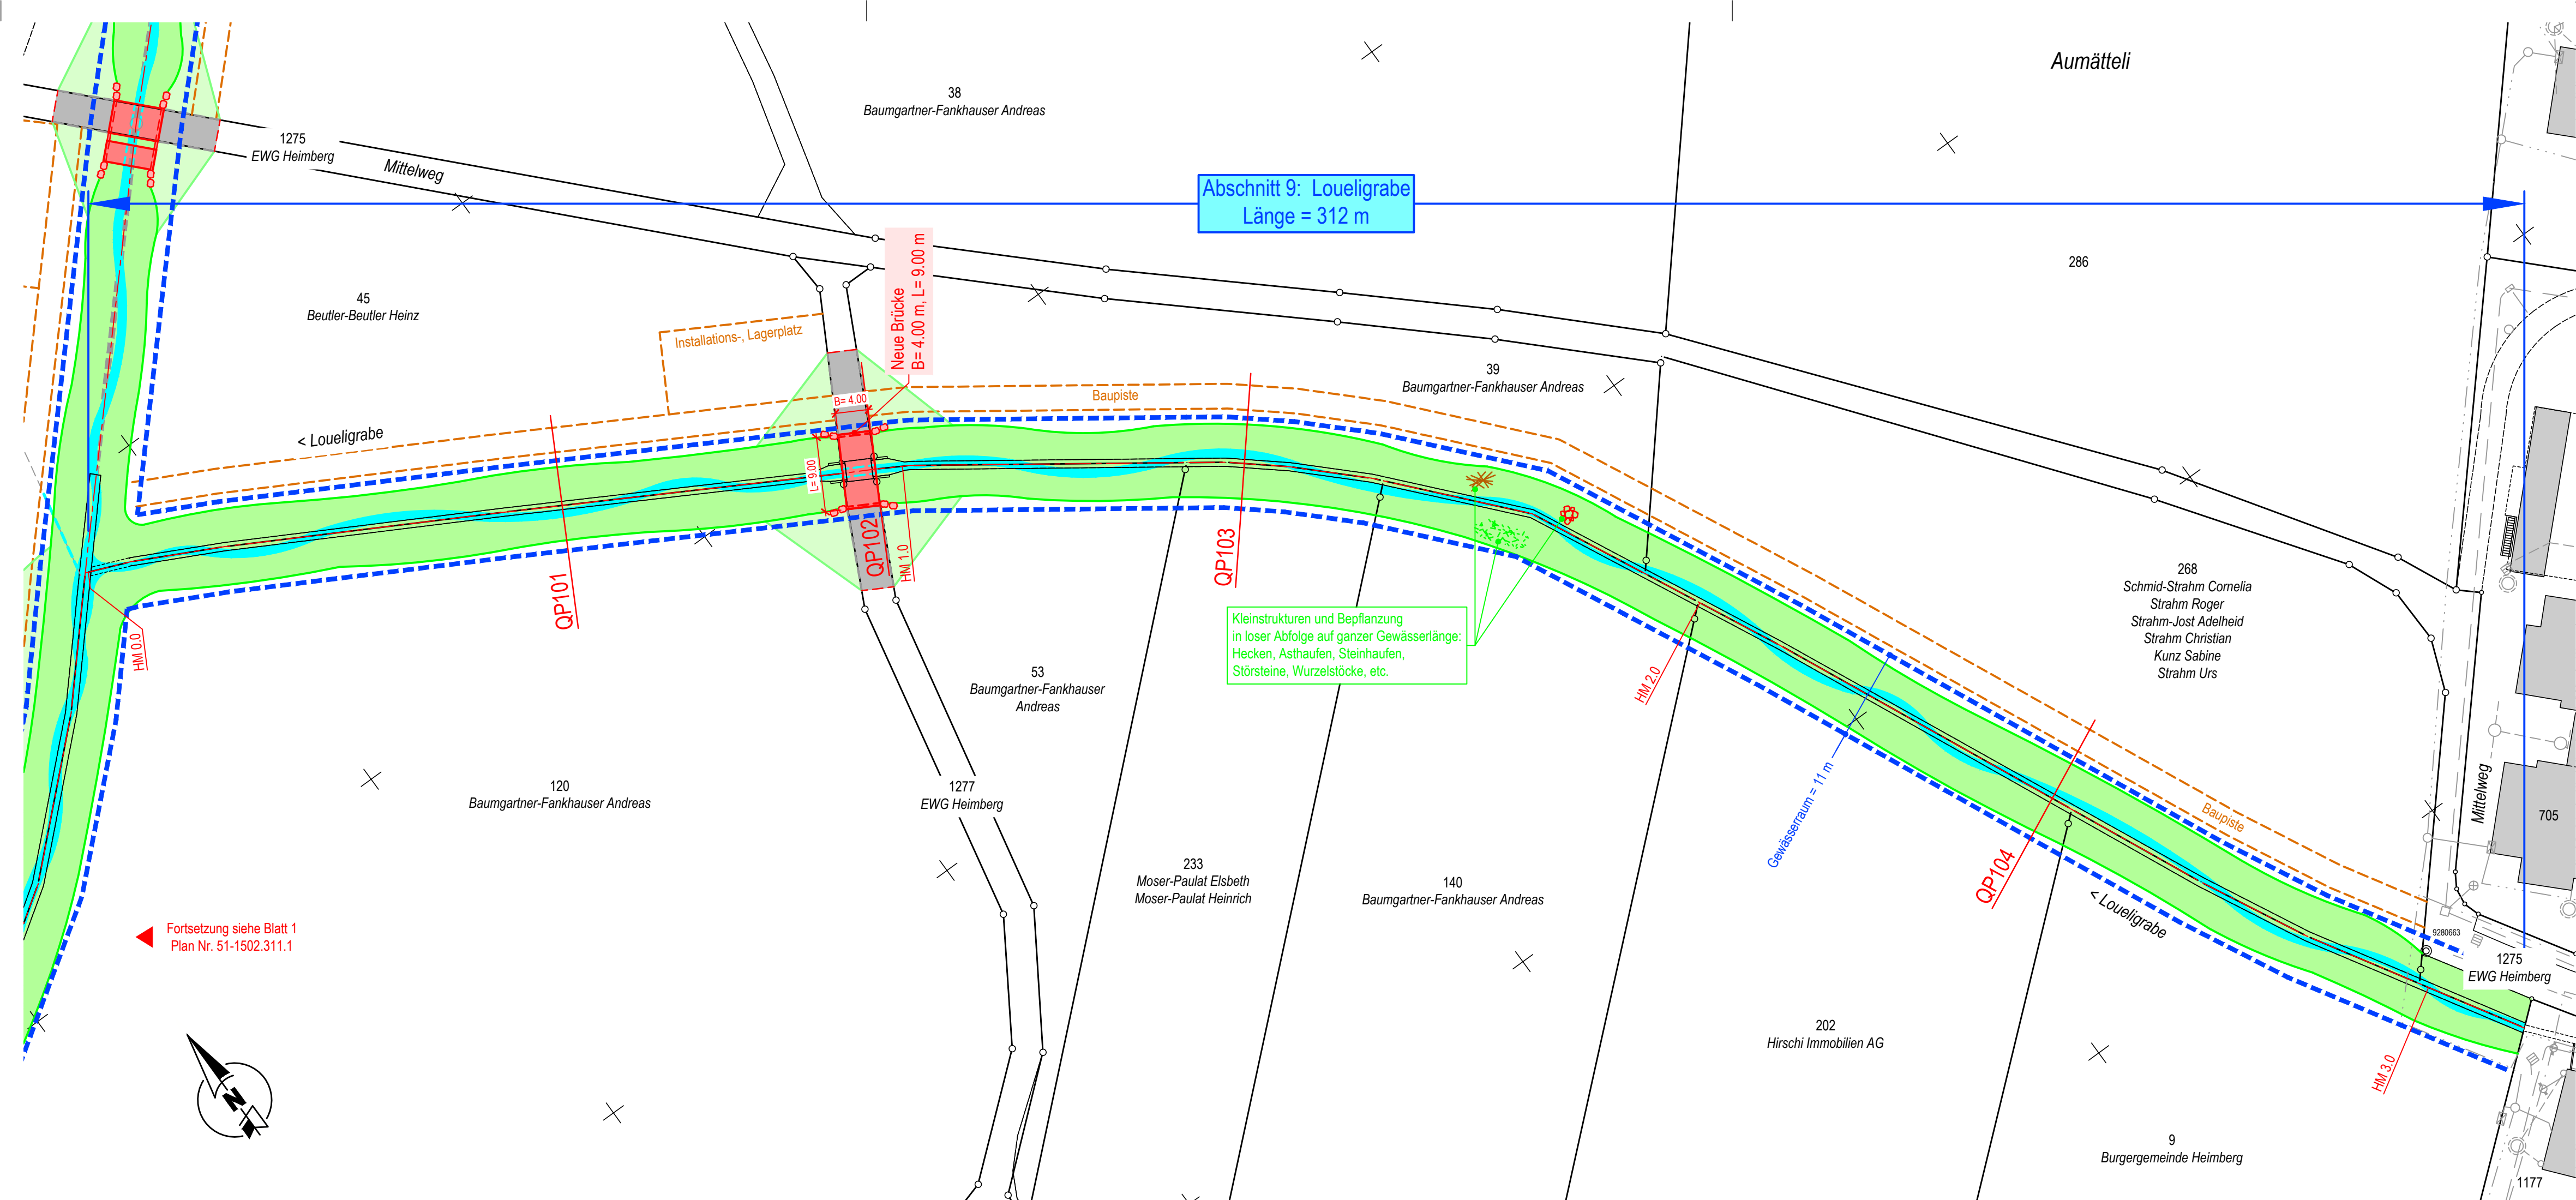 Aumätteli
38
Baumgartner-Fankhauser Andreas
1275
EWG Heimberg
Mittelweg
Abschnitt 9:  Loueligrabe
Länge = 312 m
286
45
Beutler-Beutler Heinz
Neue Brücke
B= 4.00 m, L= 9.00 m
Installations-, Lagerplatz
39
Baumgartner-Fankhauser Andreas
B= 4.00
Baupiste
< Loueligrabe
L= 9.00
QP101
QP102
HM 1.0
QP103
HM 0.0
Kleinstrukturen und Bepflanzung
in loser Abfolge auf ganzer Gewässerlänge:
Hecken, Asthaufen, Steinhaufen,
Störsteine, Wurzelstöcke, etc.
268
Schmid-Strahm Cornelia
Strahm Roger
Strahm-Jost Adelheid
Strahm Christian
Kunz Sabine
Strahm Urs
HM 2.0
53
Baumgartner-Fankhauser
Andreas
120
Baumgartner-Fankhauser Andreas
1277
EWG Heimberg
Gewässerraum = 11 m
Mittelweg
705
Baupiste
233
Moser-Paulat Elsbeth
Moser-Paulat Heinrich
140
Baumgartner-Fankhauser Andreas
QP104
< Loueligrabe
9280663
1275
EWG Heimberg
Fortsetzung siehe Blatt 1
Plan Nr. 51-1502.311.1
202
Hirschi Immobilien AG
HM 3.0
N
9
Burgergemeinde Heimberg
1177